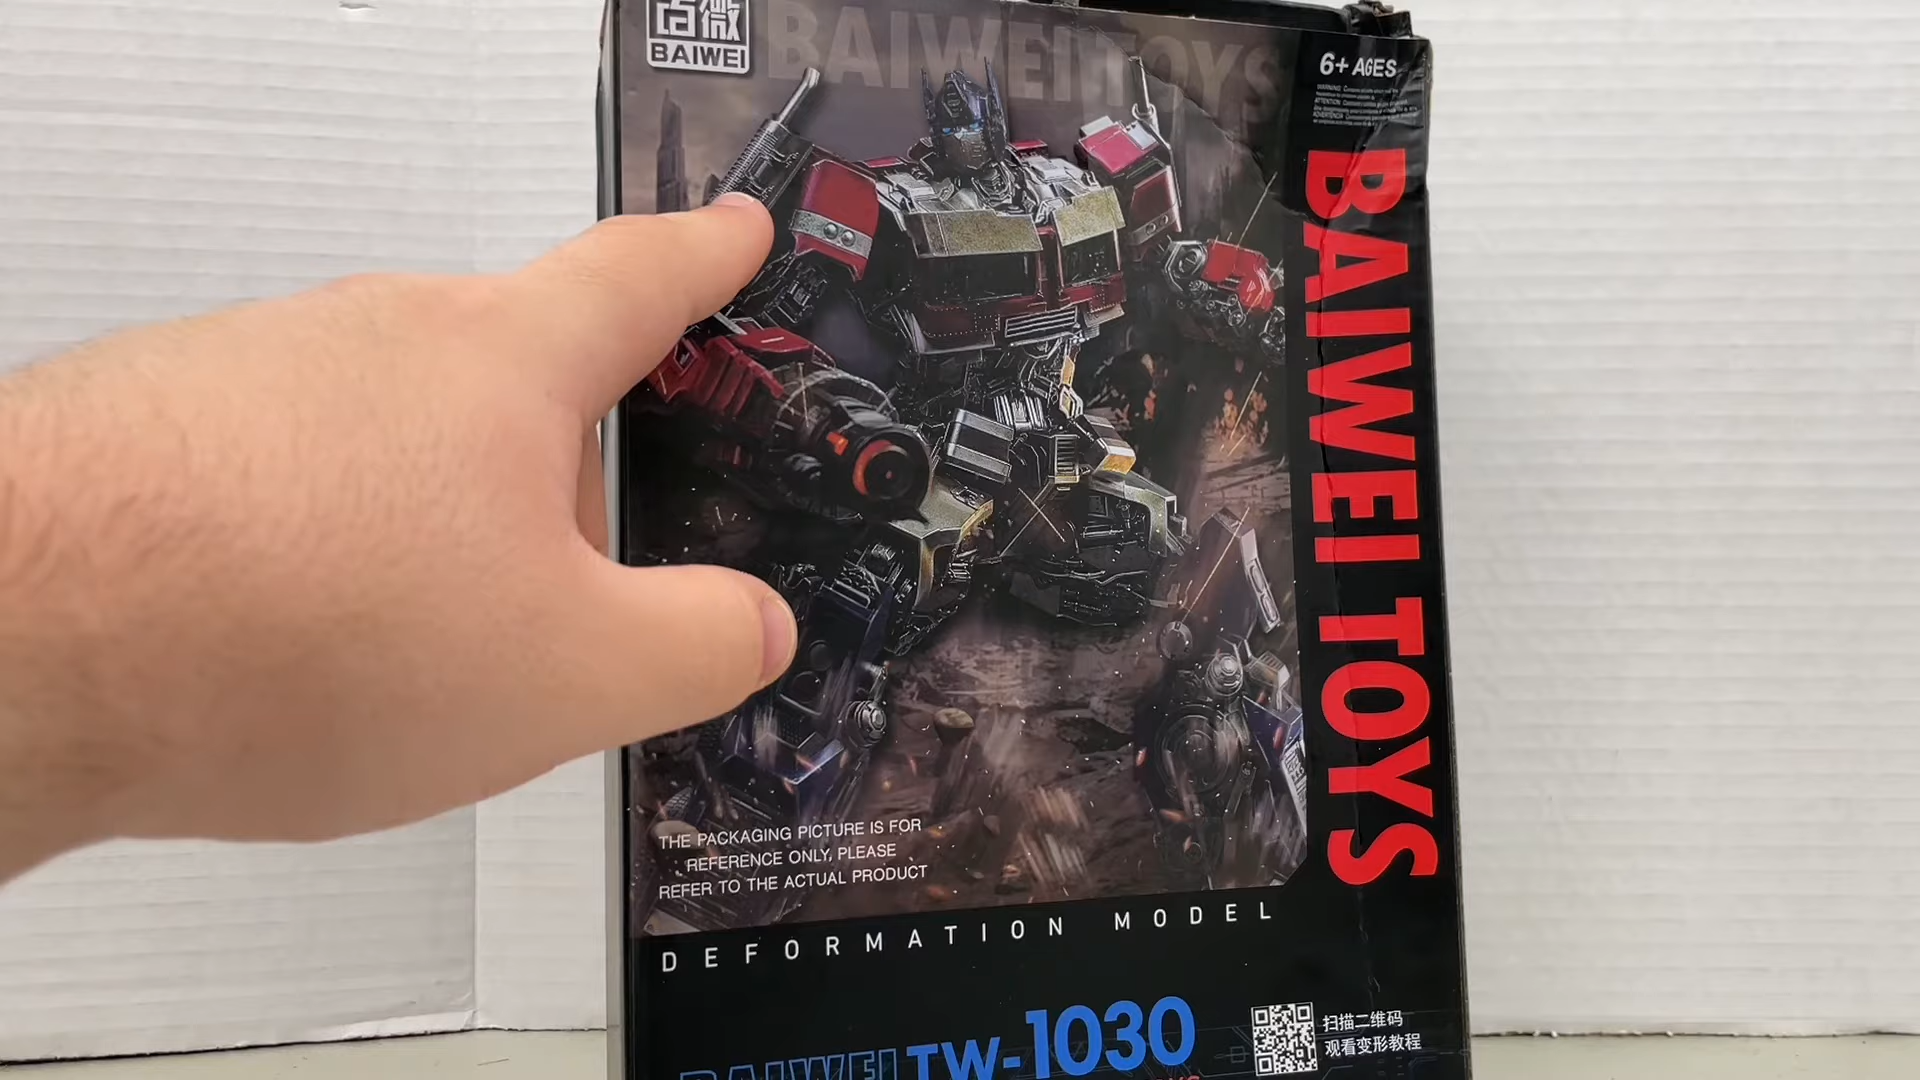 百微
BAIWEI
BAIWEI TOYS
6+ AGES
BAIWEI TOYS
THE PACKAGING PICTURE IS FOR
REFERENCE ONLY, PLEASE
REFER TO THE ACTUAL PRODUCT
DEFORMATION MODEL
BAIWEI TW-1030
扫描二维码
观看变形教程